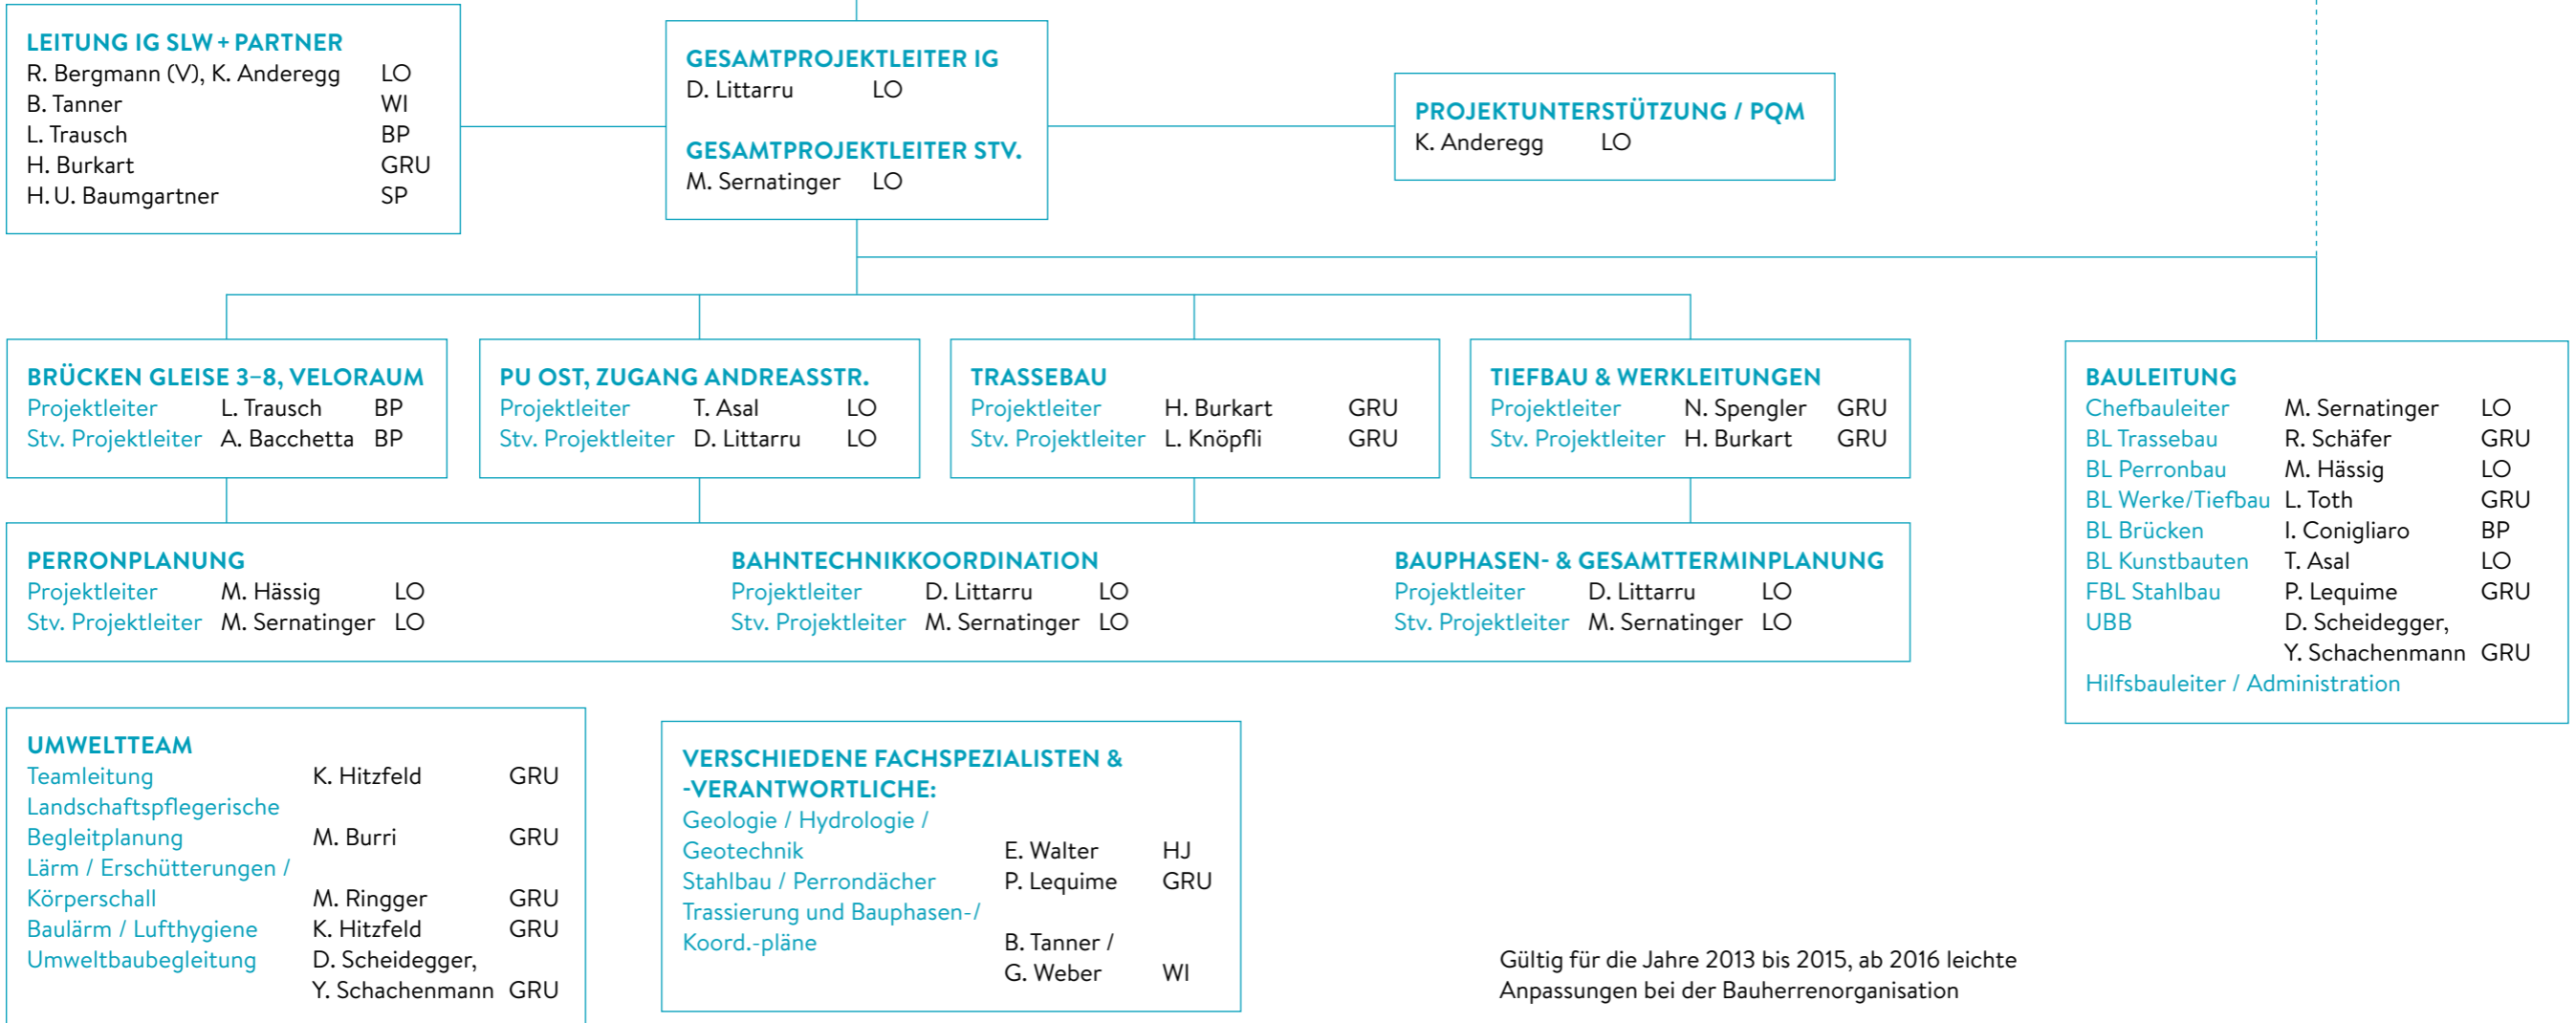 LEITUNG IG SLW + PARTNER
R. Bergmann (V), K. Anderegg LO
B. Tanner WI
L. Trausch BP
H. Burkart GRU
H. U. Baumgartner SP
GESAMTPROJEKTLEITER IG
D. Littarru LO
GESAMTPROJEKTLEITER STV.
M. Sernatinger LO
PROJEKTUNTERSTÜTZUNG / PQM
K. Anderegg LO
BRÜCKEN GLEISE 3–8, VELORAUM
Projektleiter L. Trausch BP
Stv. Projektleiter A. Bacchetta BP
PU OST, ZUGANG ANDREASSTR.
Projektleiter T. Asal LO
Stv. Projektleiter D. Littarru LO
TRASSEBAU
Projektleiter H. Burkart GRU
Stv. Projektleiter L. Knöpfli GRU
TIEFBAU & WERKLEITUNGEN
Projektleiter N. Spengler GRU
Stv. Projektleiter H. Burkart GRU
BAULEITUNG
Chefbauleiter M. Sernatinger LO
BL Trassebau R. Schäfer GRU
BL Perronbau M. Hässig LO
BL Werke/Tiefbau L. Toth GRU
BL Brücken I. Conigliaro BP
BL Kunstbauten T. Asal LO
FBL Stahlbau P. Lequime GRU
UBB D. Scheidegger,
Y. Schachenmann GRU
Hilfsbauleiter / Administration
PERRONPLANUNG
Projektleiter M. Hässig LO
Stv. Projektleiter M. Sernatinger LO
BAHNTECHNIKKOORDINATION
Projektleiter D. Littarru LO
Stv. Projektleiter M. Sernatinger LO
BAUPHASEN- & GESAMTTERMINPLANUNG
Projektleiter D. Littarru LO
Stv. Projektleiter M. Sernatinger LO
UMWELTTEAM
Teamleitung K. Hitzfeld GRU
Landschaftspflegerische
Begleitplanung M. Burri GRU
Lärm / Erschütterungen /
Körperschall M. Ringger GRU
Baulärm / Lufthygiene K. Hitzfeld GRU
Umweltbaubegleitung D. Scheidegger,
Y. Schachenmann GRU
VERSCHIEDENE FACHSPEZIALISTEN &
-VERANTWORTLICHE:
Geologie / Hydrologie /
Geotechnik E. Walter HJ
Stahlbau / Perrondächer P. Lequime GRU
Trassierung und Bauphasen-/
Koord.-pläne B. Tanner /
G. Weber WI
Gültig für die Jahre 2013 bis 2015, ab 2016 leichte
Anpassungen bei der Bauherrenorganisation